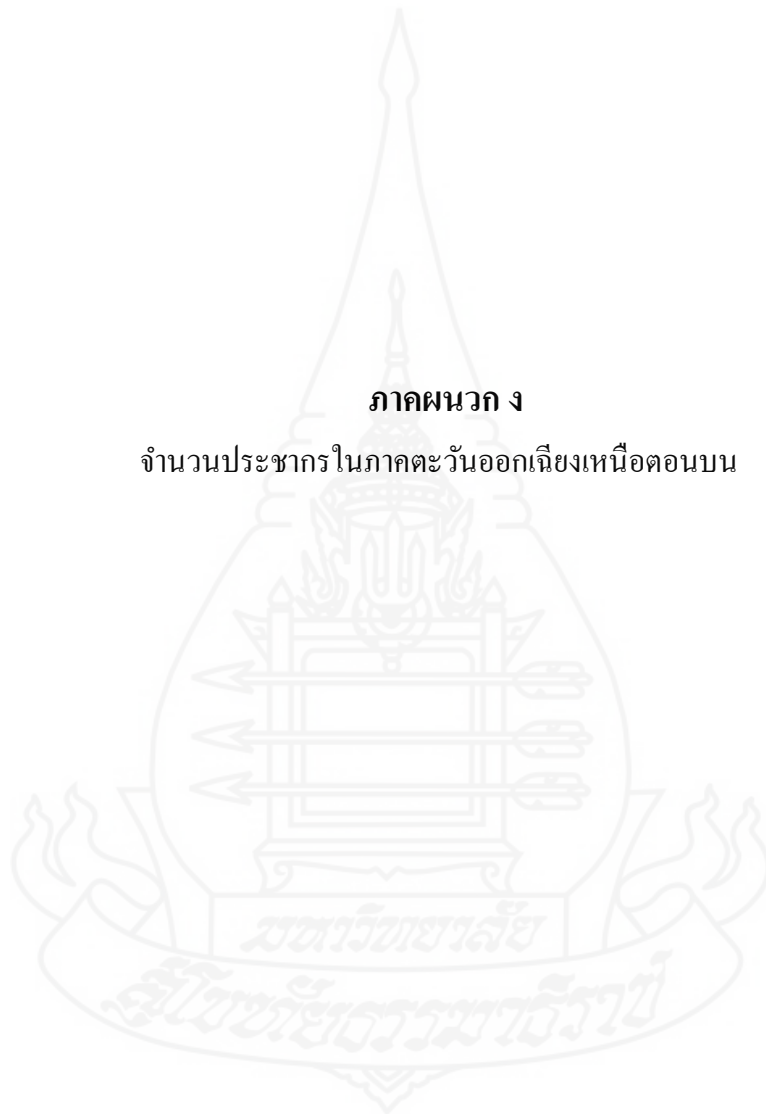 ภาคผนวก ง
จำนวนประชากรในภาคตะวันออกเฉียงเหนือตอนบน
มหาวิทยาลัย
สุโขทัยธรรมาธิราช